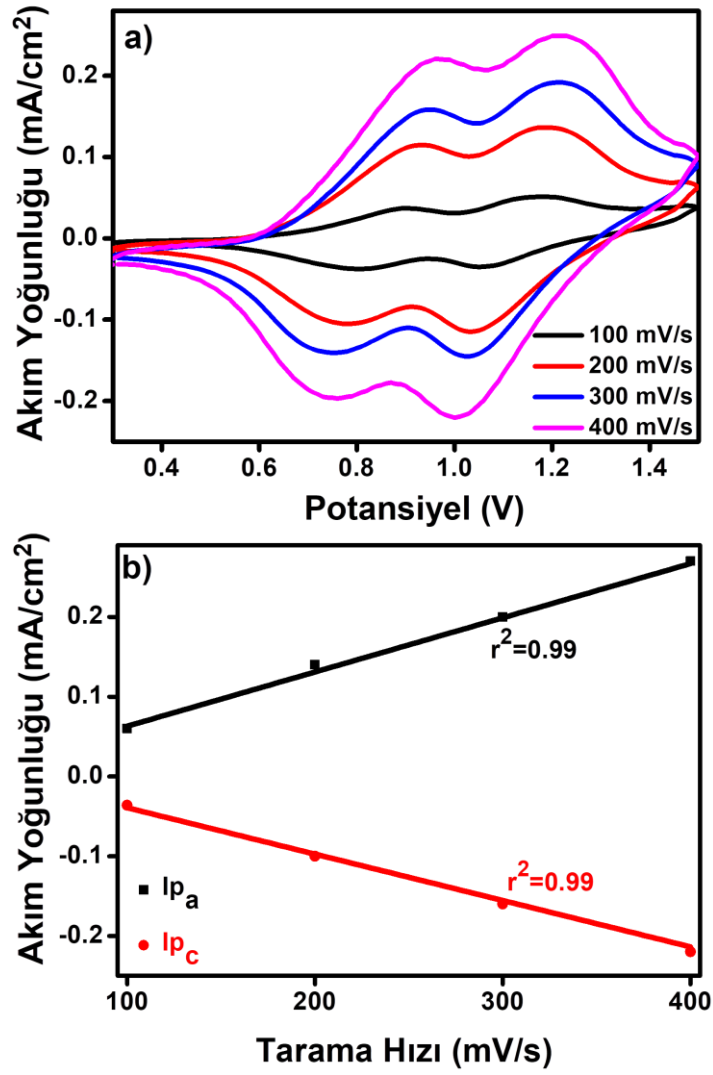 a)
Akım Yoğunluğu (mA/cm²)
0.2
0.1
0.0
-0.1
-0.2
100 mV/s
200 mV/s
300 mV/s
400 mV/s
0.4 0.6 0.8 1.0 1.2 1.4
Potansiyel (V)
b)
Akım Yoğunluğu (mA/cm²)
0.2
0.1
0.0
-0.1
-0.2
r²=0.99
r²=0.99
Ipₐ
Ip_c
100 200 300 400
Tarama Hızı (mV/s)